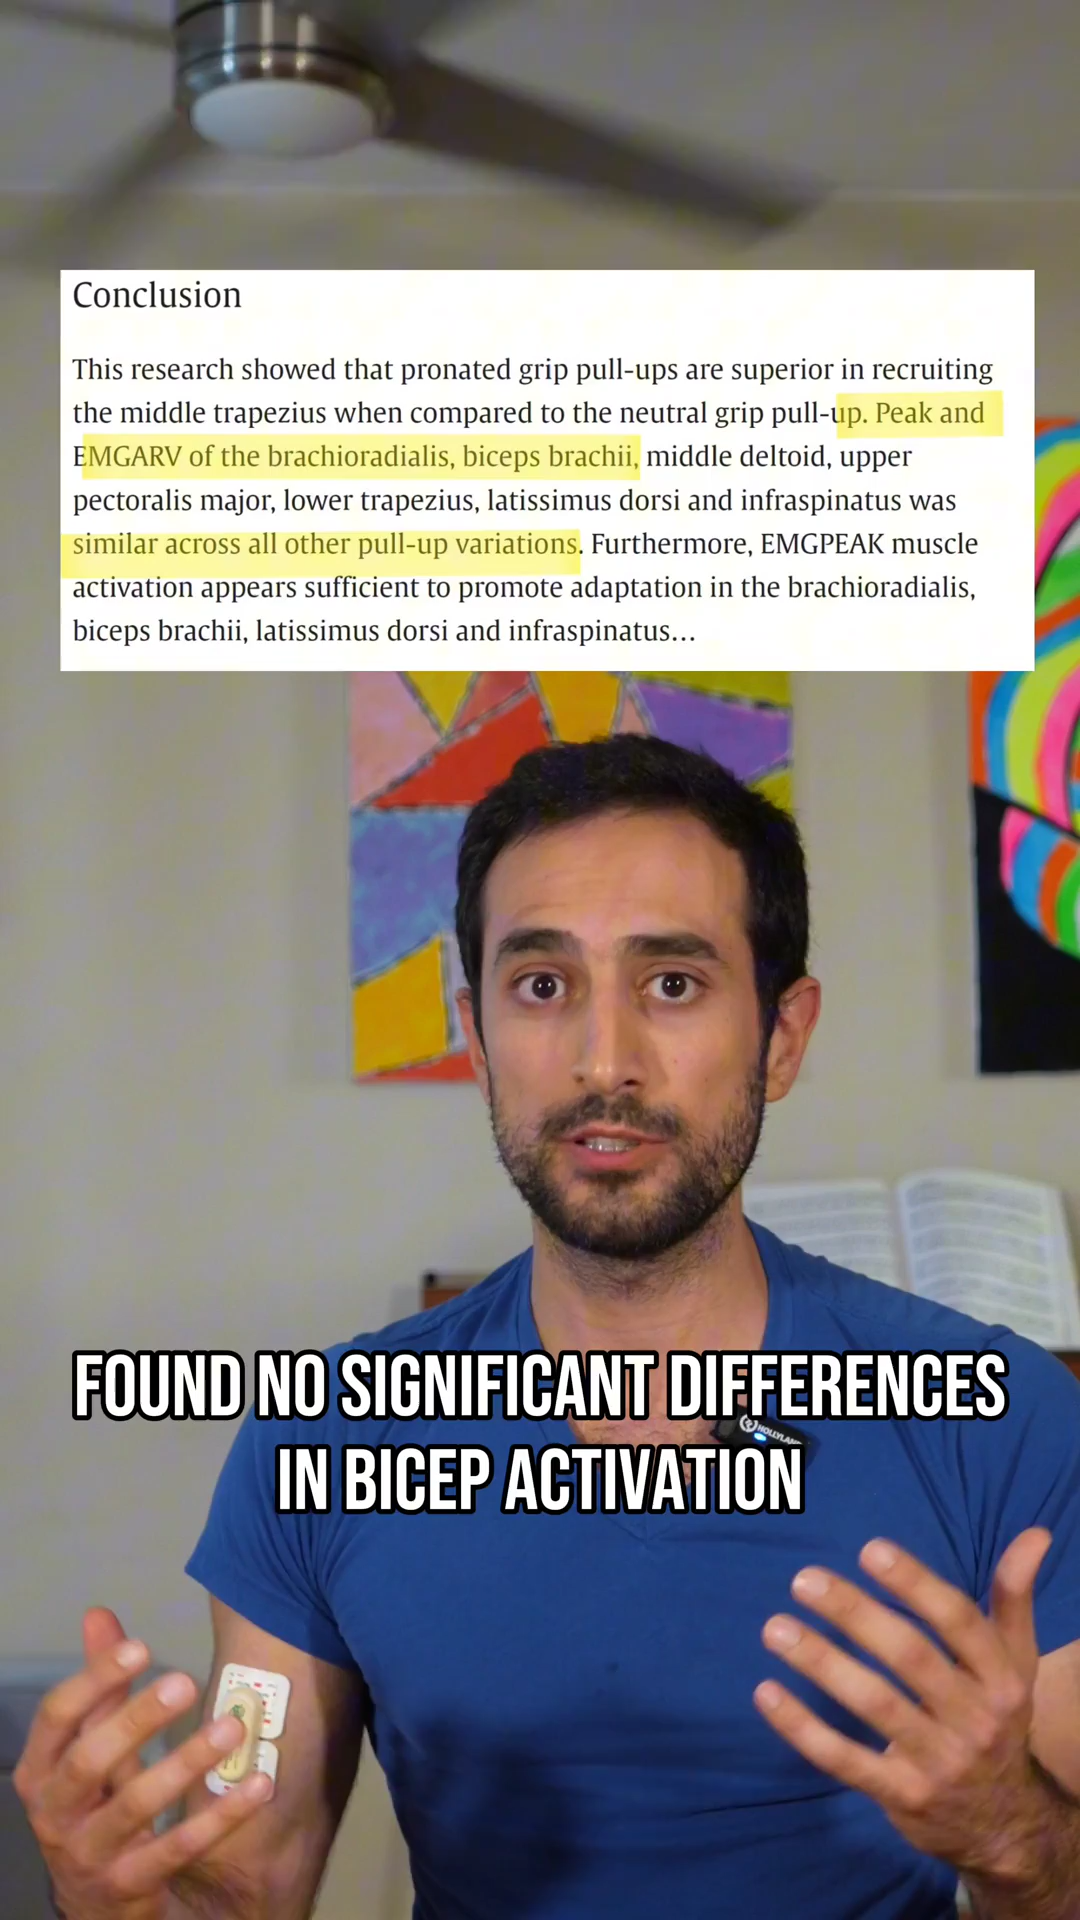 Conclusion
This research showed that pronated grip pull-ups are superior in recruiting
the middle trapezius when compared to the neutral grip pull-up. Peak and
EMGARV of the brachioradialis, biceps brachii, middle deltoid, upper
pectoralis major, lower trapezius, latissimus dorsi and infraspinatus was
similar across all other pull-up variations. Furthermore, EMGPEAK muscle
activation appears sufficient to promote adaptation in the brachioradialis,
biceps brachii, latissimus dorsi and infraspinatus...
FOUND NO SIGNIFICANT DIFFERENCES
HOLLYLAND
IN BICEP ACTIVATION